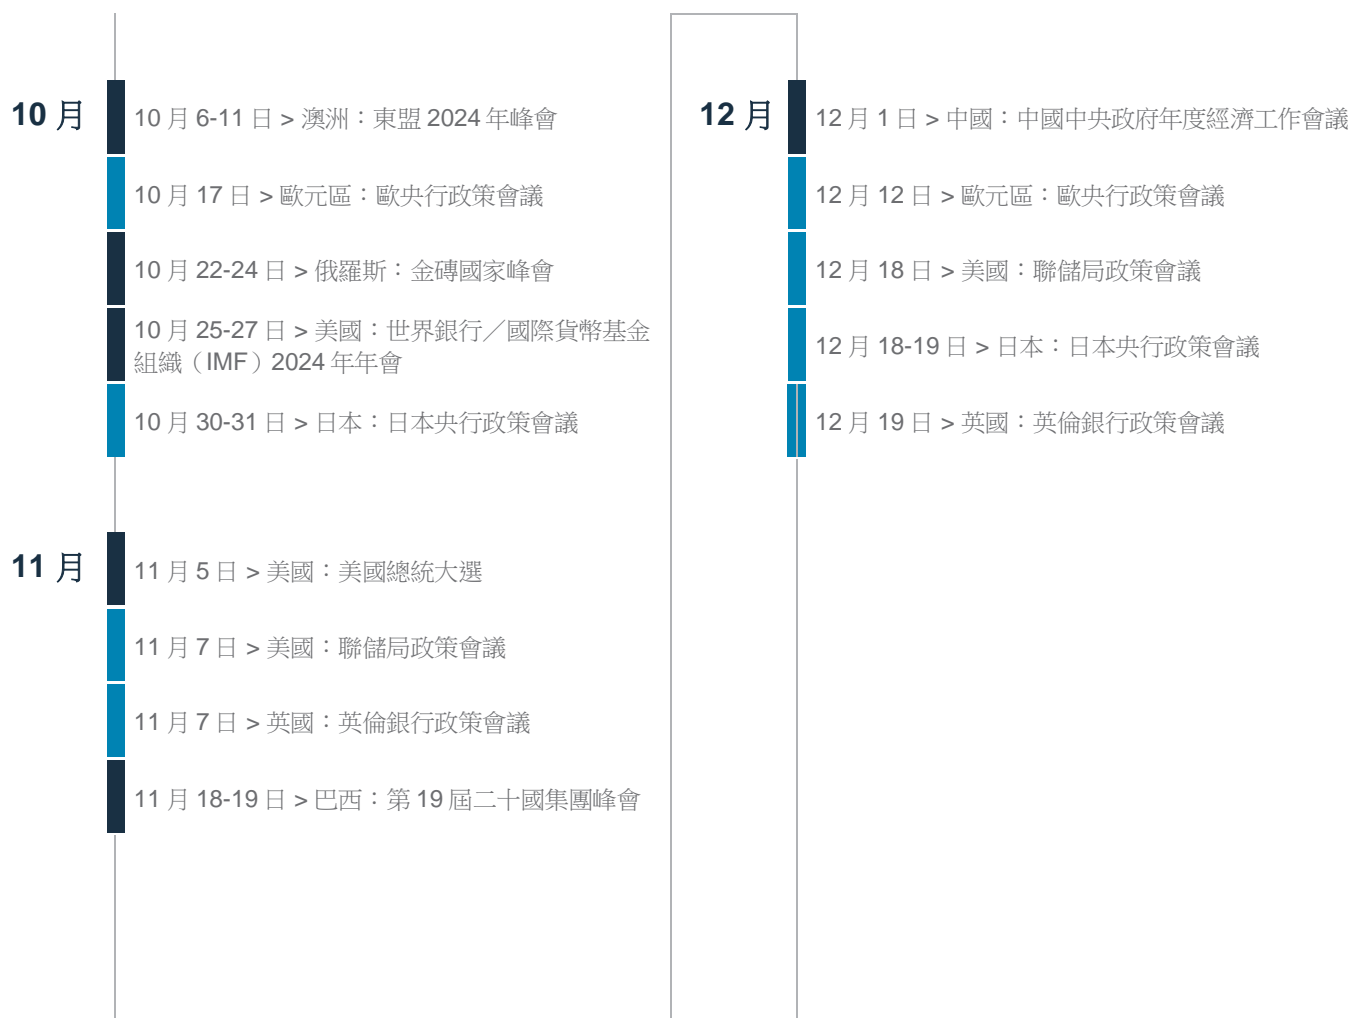 10 月
10 月 6-11 日 > 澳洲：東盟 2024 年峰會
10 月 17 日 > 歐元區：歐央行政策會議
10 月 22-24 日 > 俄羅斯：金磚國家峰會
10 月 25-27 日 > 美國：世界銀行／國際貨幣基金
組織（IMF）2024 年年會
10 月 30-31 日 > 日本：日本央行政策會議
11 月
11 月 5 日 > 美國：美國總統大選
11 月 7 日 > 美國：聯儲局政策會議
11 月 7 日 > 英國：英倫銀行政策會議
11 月 18-19 日 > 巴西：第 19 屆二十國集團峰會
12 月
12 月 1 日 > 中國：中國中央政府年度經濟工作會議
12 月 12 日 > 歐元區：歐央行政策會議
12 月 18 日 > 美國：聯儲局政策會議
12 月 18-19 日 > 日本：日本央行政策會議
12 月 19 日 > 英國：英倫銀行政策會議